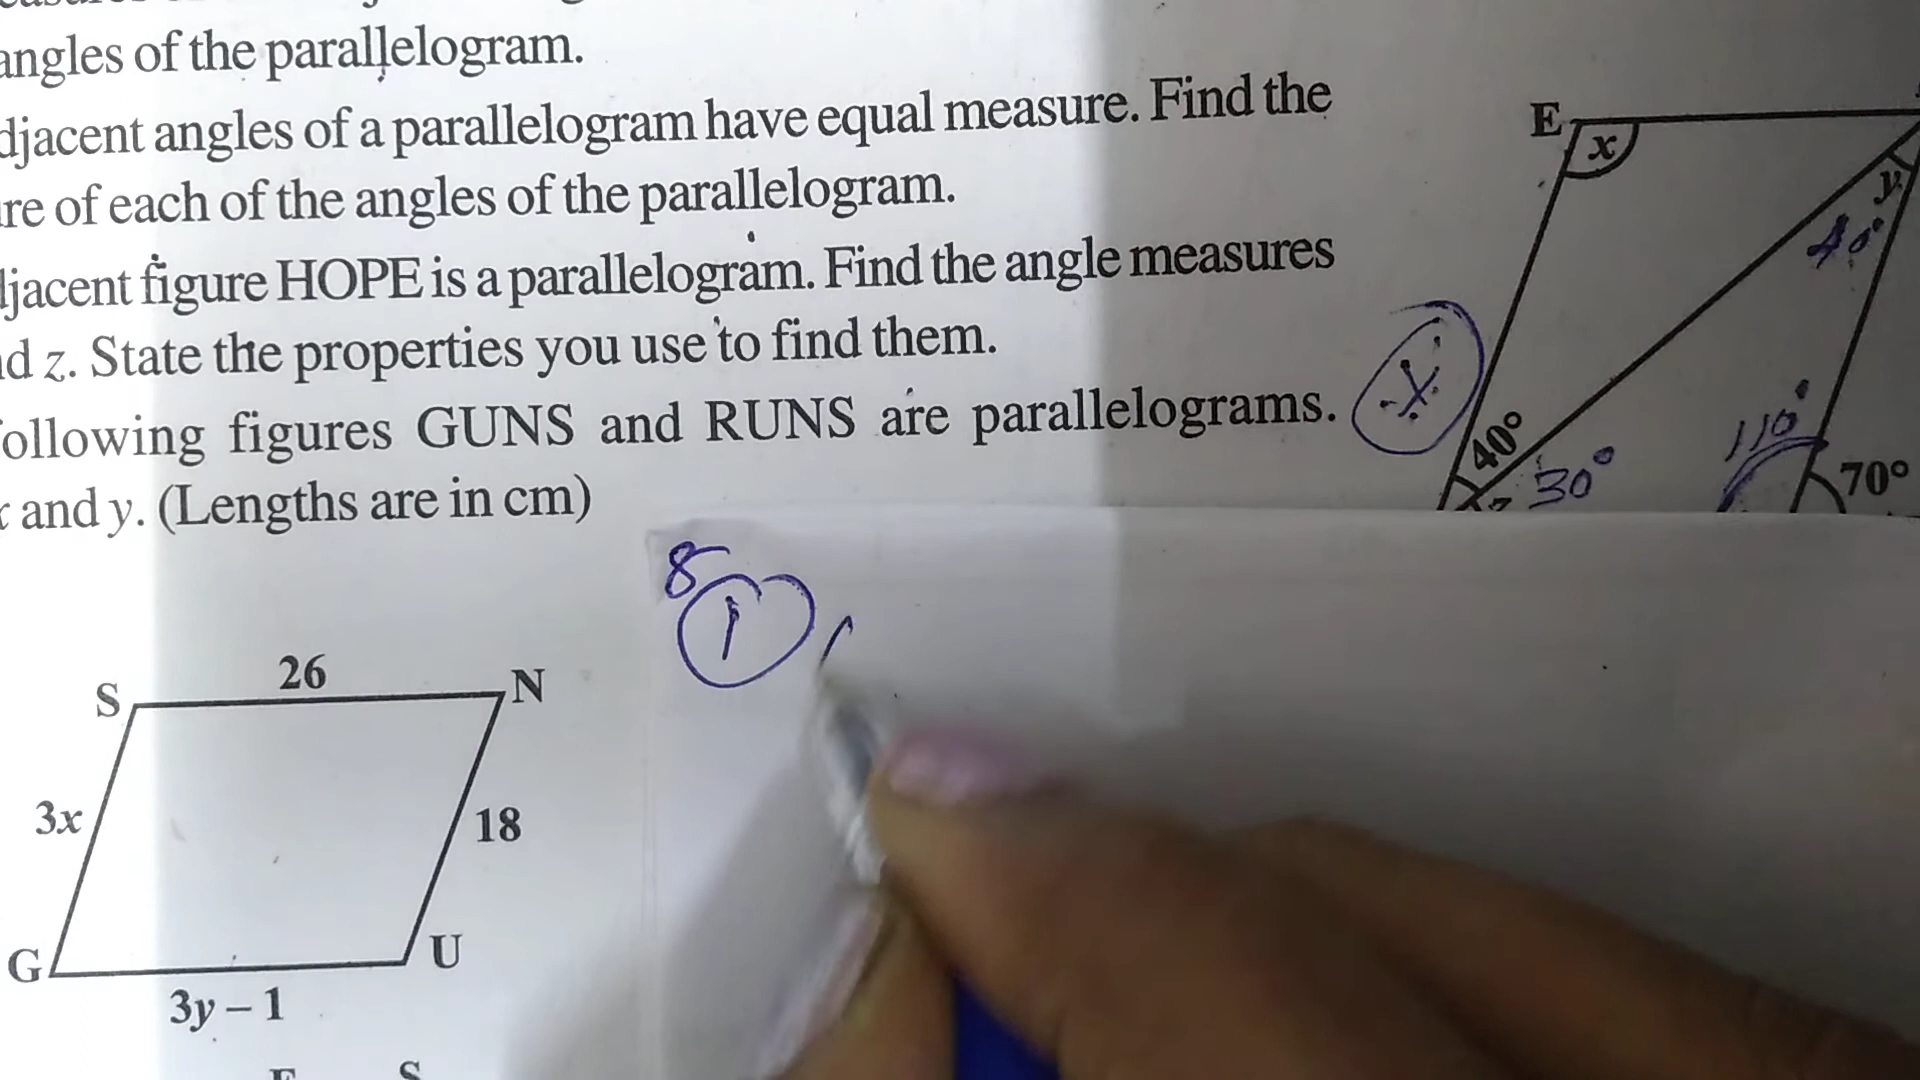 angles of the parallelogram.
djacent angles of a parallelogram have equal measure. Find the
re of each of the angles of the parallelogram.
ljacent figure HOPE is a parallelogram. Find the angle measures
d z. State the properties you use to find them.
ollowing figures GUNS and RUNS are parallelograms.
and y. (Lengths are in cm)
E
x
y
40°
40°
z 30°
110°
70°
8
1
26
S
N
3x
18
G
U
3y – 1
S